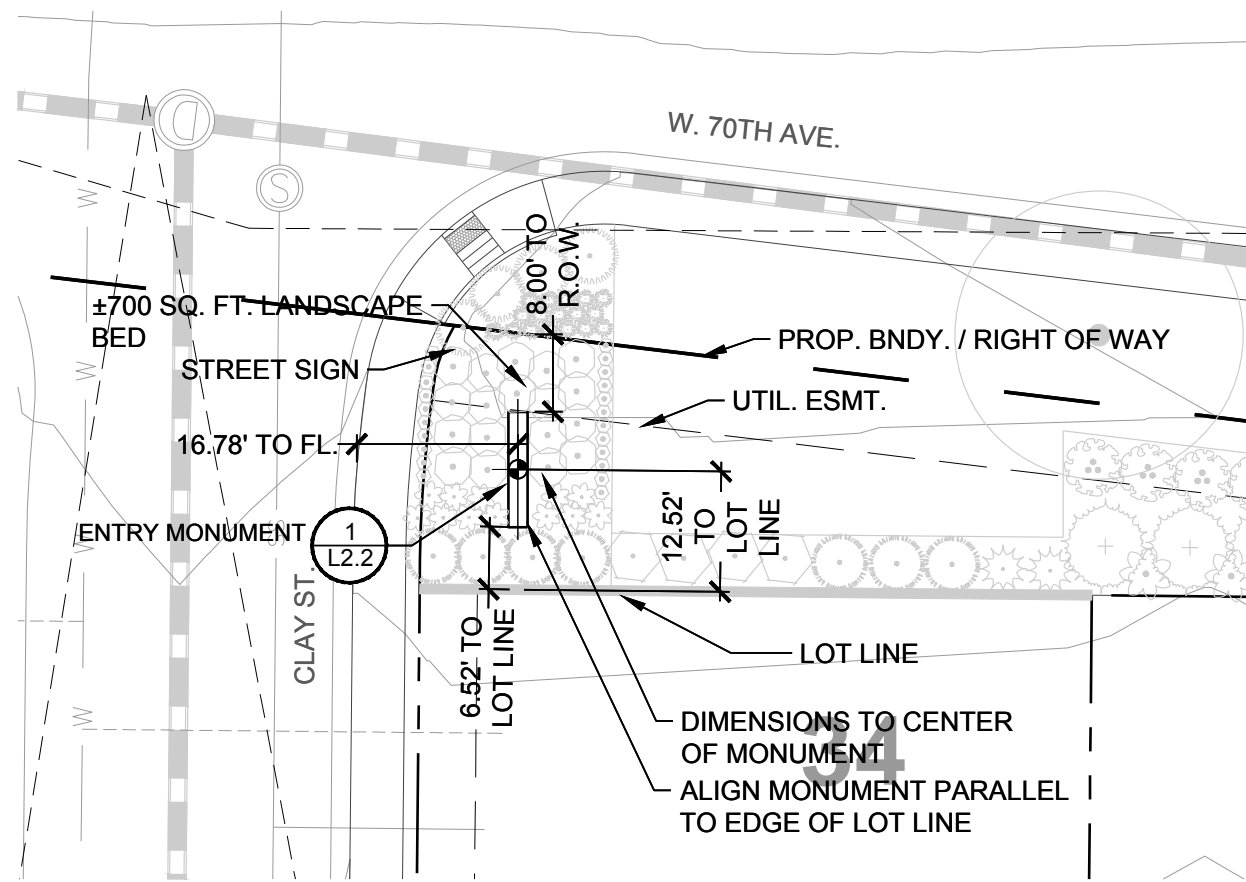 W. 70TH AVE.
D
S
8.00' TO
R.O.W.
±700 SQ. FT. LANDSCAPE
BED
PROP. BNDY. / RIGHT OF WAY
STREET SIGN
UTIL. ESMT.
16.78' TO FL.
12.52'
TO
LOT
LINE
ENTRY MONUMENT
1
L2.2
CLAY ST.
6.52' TO
LOT LINE
LOT LINE
34
DIMENSIONS TO CENTER
OF MONUMENT
ALIGN MONUMENT PARALLEL
TO EDGE OF LOT LINE
W
W
W
W
SS